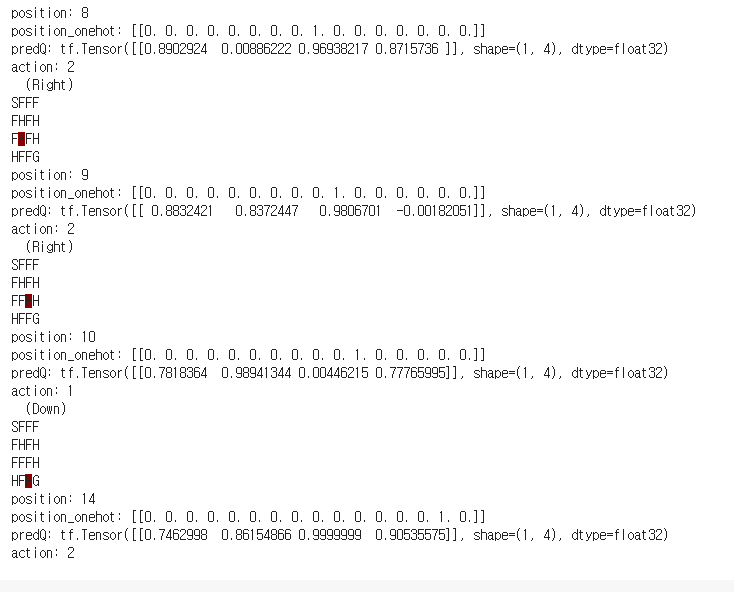 position: 8
position_onehot: [[0. 0. 0. 0. 0. 0. 0. 0. 1. 0. 0. 0. 0. 0. 0. 0.]]
predQ: tf.Tensor([[0.8902924  0.00886222 0.96938217 0.8715736 ]], shape=(1, 4), dtype=float32)
action: 2
  (Right)
SFFF
FHFH
F FH
HFFG
position: 9
position_onehot: [[0. 0. 0. 0. 0. 0. 0. 0. 0. 1. 0. 0. 0. 0. 0. 0.]]
predQ: tf.Tensor([[ 0.8832421   0.8372447   0.9806701  -0.00182051]], shape=(1, 4), dtype=float32)
action: 2
  (Right)
SFFF
FHFH
FF H
HFFG
position: 10
position_onehot: [[0. 0. 0. 0. 0. 0. 0. 0. 0. 0. 1. 0. 0. 0. 0. 0.]]
predQ: tf.Tensor([[0.7818364  0.98941344 0.00446215 0.77765995]], shape=(1, 4), dtype=float32)
action: 1
  (Down)
SFFF
FHFH
FFFH
HF G
position: 14
position_onehot: [[0. 0. 0. 0. 0. 0. 0. 0. 0. 0. 0. 0. 0. 0. 1. 0.]]
predQ: tf.Tensor([[0.7462998  0.86154866 0.9999999  0.90535575]], shape=(1, 4), dtype=float32)
action: 2